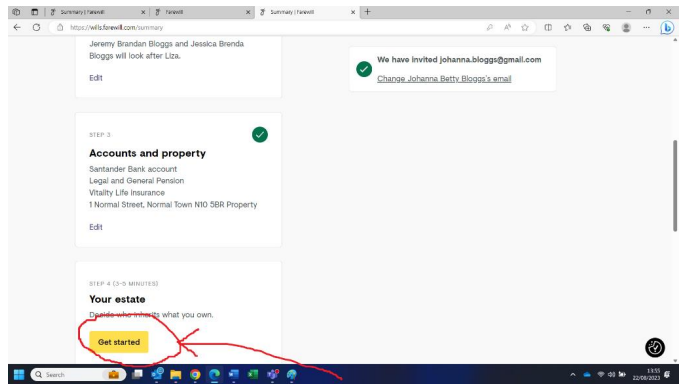 Summary | Farewill
Farewill
Summary | Farewill
https://wills.farewill.com/summary
Jeremy Brandan Bloggs and Jessica Brenda
Bloggs will look after Liza.
Edit
We have invited johanna.bloggs@gmail.com
Change Johanna Betty Bloggs's email
STEP 3
Accounts and property
Santander Bank account
Legal and General Pension
Vitality Life insurance
1 Normal Street, Normal Town N10 5BR Property
Edit
STEP 4 (3-5 MINUTES)
Your estate
Decide who inherits what you own.
Get started
Search
13:55
22/08/2023